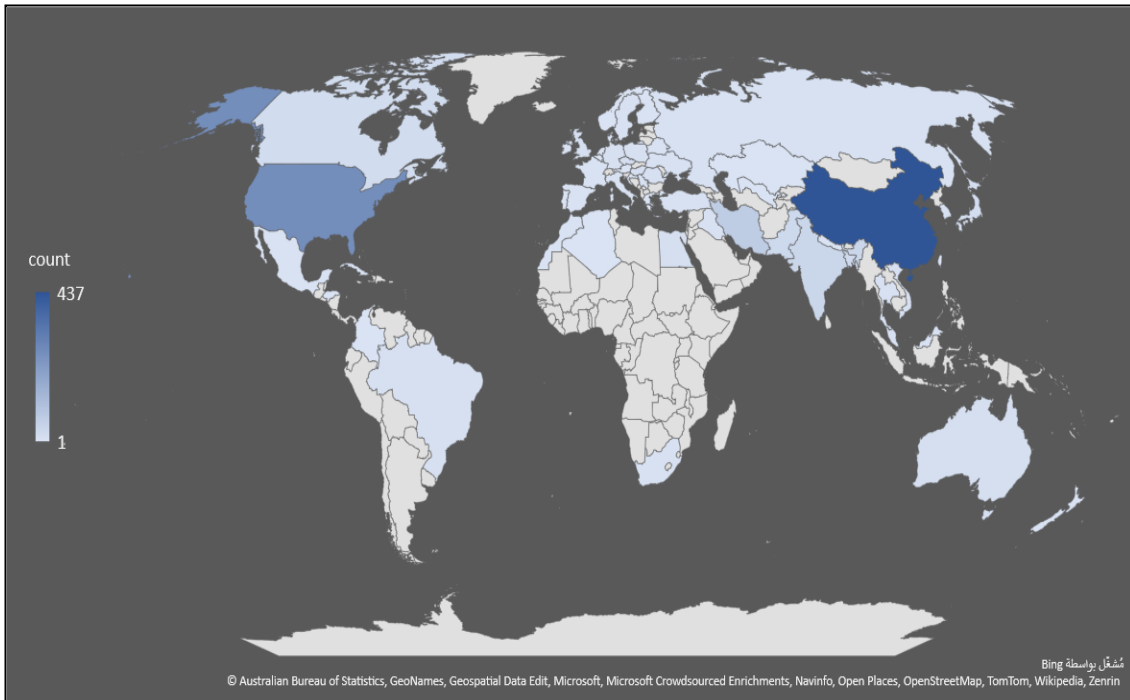 count
437
1
مُشغّل بواسطة Bing
© Australian Bureau of Statistics, GeoNames, Geospatial Data Edit, Microsoft, Microsoft Crowdsourced Enrichments, Navinfo, Open Places, OpenStreetMap, TomTom, Wikipedia, Zenrin